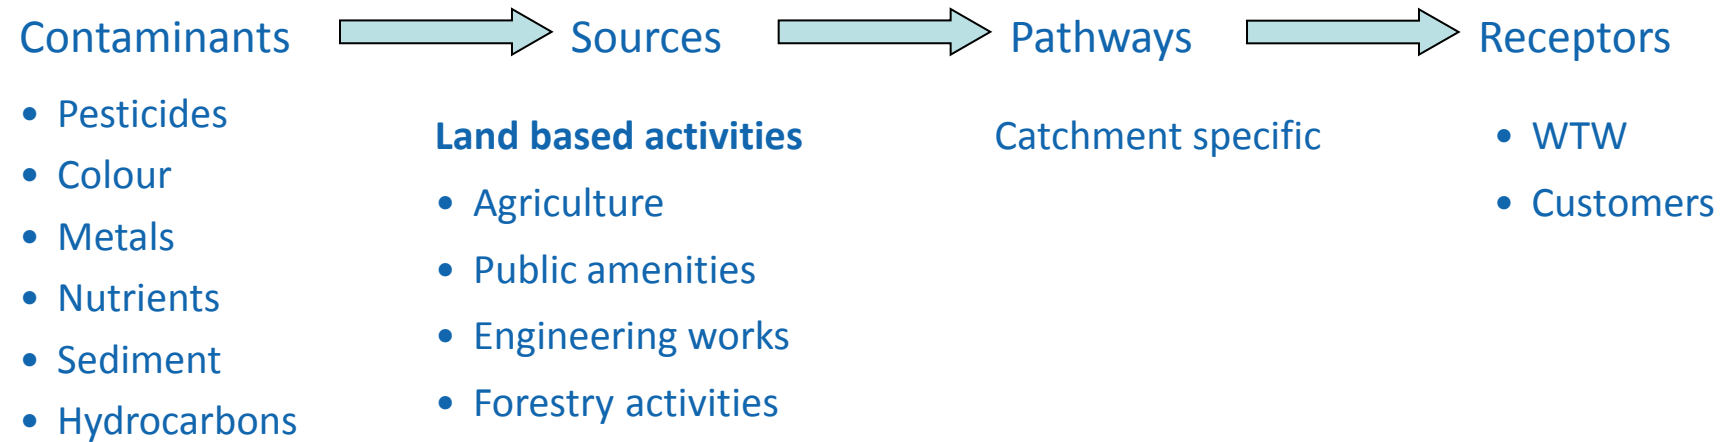 Contaminants
Sources
Pathways
Receptors
• Pesticides
• Colour
• Metals
• Nutrients
• Sediment
• Hydrocarbons
Land based activities
• Agriculture
• Public amenities
• Engineering works
• Forestry activities
Catchment specific
• WTW
• Customers